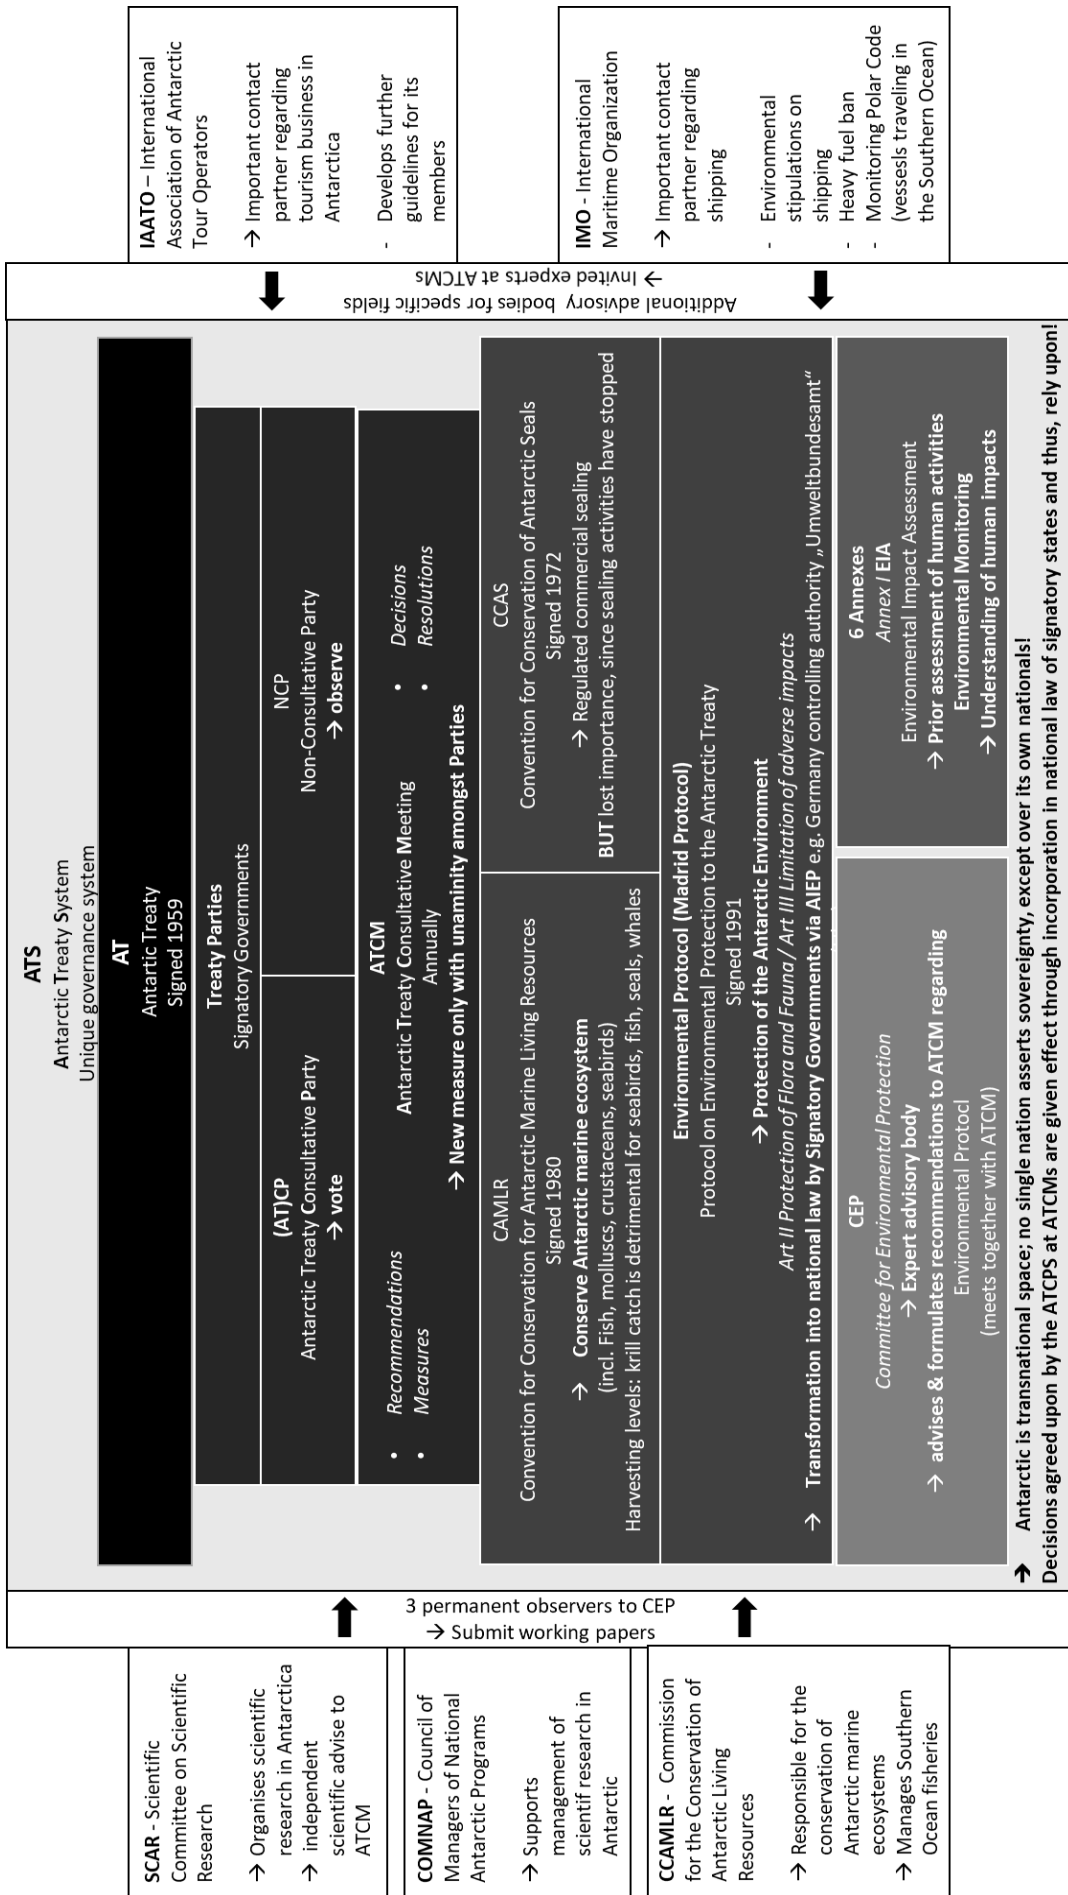 ATS
Antarctic Treaty System
Unique governance system
AT
Antartic Treaty
Signed 1959
Treaty Parties
Signatory Governments
(AT)CP
Antarctic Treaty Consultative Party
→ vote
NCP
Non-Consultative Party
→ observe
ATCM
Antarctic Treaty Consultative Meeting
Annually
• Recommendations
• Measures
• Decisions
• Resolutions
→ New measure only with unaminity amongst Parties
CAMLR
Convention for Conservation for Antarctic Marine Living Resources
Signed 1980
→ Conserve Antarctic marine ecosystem
(incl. Fish, molluscs, crustaceans, seabirds)
Harvesting levels: krill catch is detrimental for seabirds, fish, seals, whales
CCAS
Convention for Conservation of Antarctic Seals
Signed 1972
→ Regulated commercial sealing
BUT lost importance, since sealing activities have stopped
Environmental Protocol (Madrid Protocol)
Protocol on Environmental Protection to the Antarctic Treaty
Signed 1991
→ Protection of the Antarctic Environment
Art II Protection of Flora and Fauna / Art III Limitation of adverse impacts
→ Transformation into national law by Signatory Governments via AIEP e.g. Germany controlling authority „Umweltbundesamt“
CEP
Committee for Environmental Protection
→ Expert advisory body
→ advises & formulates recommendations to ATCM regarding
Environmental Protocl
(meets together with ATCM)
6 Annexes
Annex I EIA
Environmental Impact Assessment
→ Prior assessment of human activities
Environmental Monitoring
→ Understanding of human impacts
→ Antarctic is transnational space; no single nation asserts sovereignty, except over its own nationals!
Decisions agreed upon by the ATCPS at ATCMs are given effect through incorporation in national law of signatory states and thus, rely upon!
3 permanent observers to CEP
→ Submit working papers
SCAR - Scientific
Committee on Scientific
Research
→ Organises scientific
research in Antarctica
→ independent
scientific advise to
ATCM
COMNAP - Council of
Managers of National
Antarctic Programs
→ Supports
management of
scientif research in
Antarctic
CCAMLR - Commission
for the Conservation of
Antarctic Living
Resources
→ Responsible for the
conservation of
Antarctic marine
ecosystems
→ Manages Southern
Ocean fisheries
Additional advisory bodies for specific fields
→ Invited experts at ATCMs
IAATO – International
Association of Antarctic
Tour Operators
→ Important contact
partner regarding
tourism business in
Antarctica
- Develops further
guidelines for its
members
IMO - International
Maritime Organization
→ Important contact
partner regarding
shipping
- Environmental
stipulations on
shipping
- Heavy fuel ban
- Monitoring Polar Code
(vessesls traveling in
the Southern Ocean)